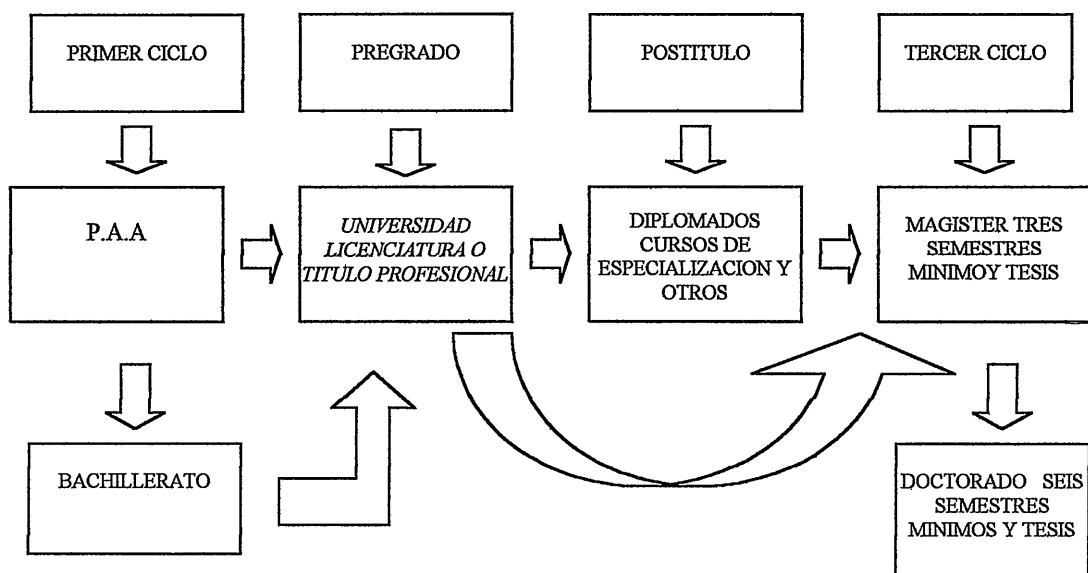 PRIMER CICLO
PREGRADO
POSTITULO
TERCER CICLO
P.A.A
UNIVERSIDAD
LICENCIATURA O
TITULO PROFESIONAL
DIPLOMADOS
CURSOS DE
ESPECIALIZACION Y
OTROS
MAGISTER TRES
SEMESTRES
MINIMOY TESIS
BACHILLERATO
DOCTORADO SEIS
SEMESTRES
MINIMOS Y TESIS